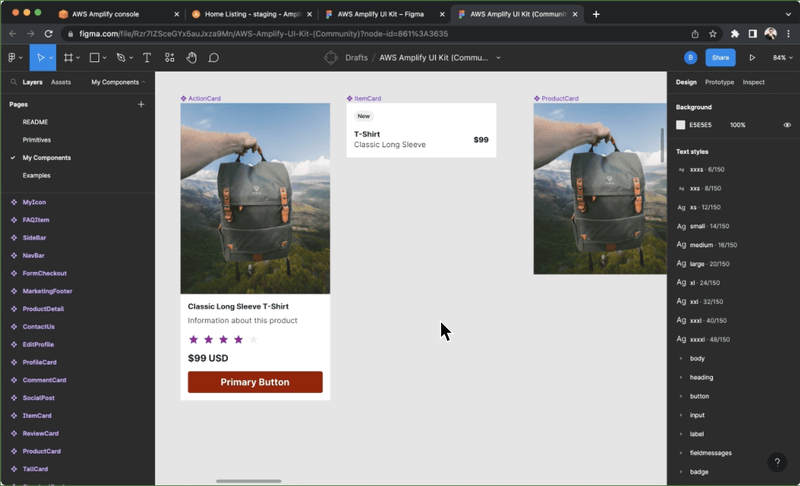 AWS Amplify console
Home Listing - staging - Ampl
AWS Amplify UI Kit – Figma
AWS Amplify UI Kit (Communit
figma.com/file/Rzr7IZSceGYx5auJxza9Mn/AWS-Amplify-UI-Kit-(Community)?node-id=861%3A3635
Drafts / AWS Amplify UI Kit (Commu...
B
Share
84%
Layers
Assets
My Components
Design
Prototype
Inspect
Pages
README
Primitives
My Components
Examples
MyIcon
FAQItem
SideBar
NavBar
FormCheckout
MarketingFooter
ProductDetail
ContactUs
EditProfile
ProfileCard
CommentCard
SocialPost
ItemCard
ReviewCard
ProductCard
TallCard
ActionCard
Classic Long Sleeve T-Shirt
Information about this product
$99 USD
Primary Button
ItemCard
New
T-Shirt
Classic Long Sleeve
$99
ProductCard
Background
E5E5E5 100%
Text styles
Ag xxxs · 6/150
Ag xxs · 8/150
Ag xs · 12/150
Ag small · 14/150
Ag medium · 16/150
Ag large · 20/150
Ag xl · 24/150
Ag xxl · 32/150
Ag xxxl · 40/150
Ag xxxxl · 48/150
body
heading
button
input
label
fieldmessages
badge
?